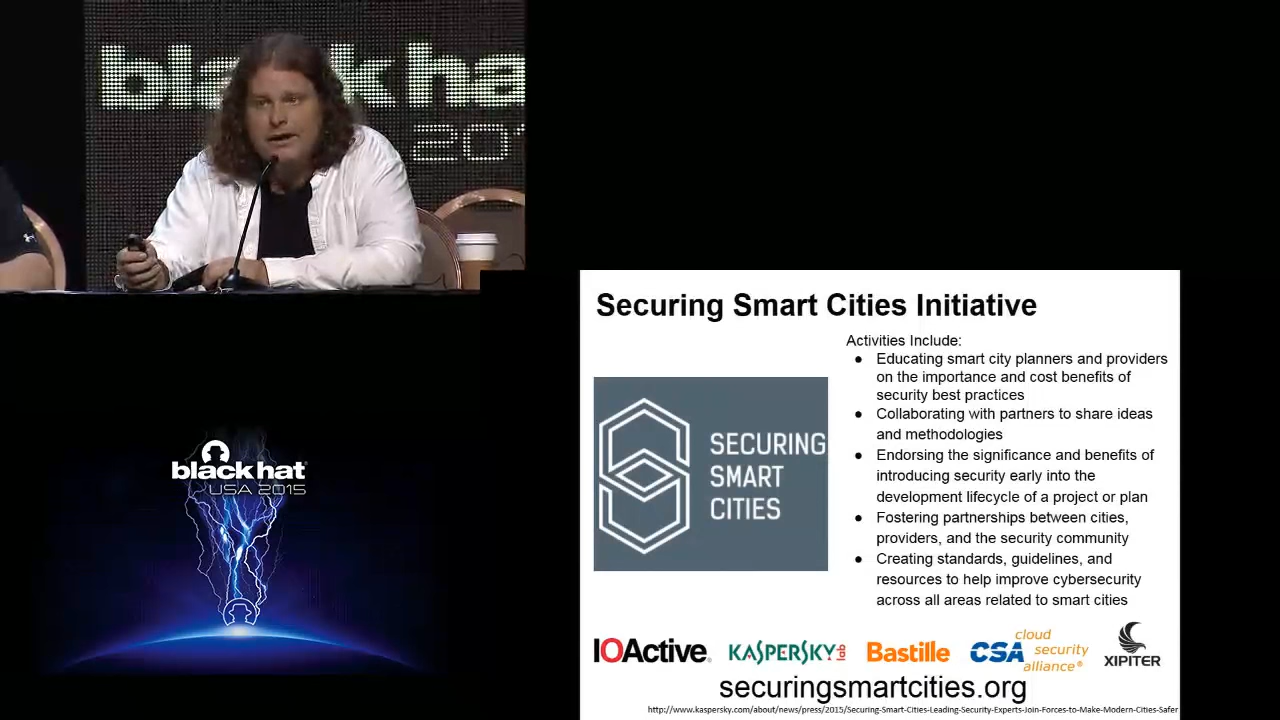 black hat
201
black hat
USA 2015
Securing Smart Cities Initiative
Activities Include:
● Educating smart city planners and providers
on the importance and cost benefits of
security best practices
● Collaborating with partners to share ideas
and methodologies
● Endorsing the significance and benefits of
introducing security early into the
development lifecycle of a project or plan
● Fostering partnerships between cities,
providers, and the security community
● Creating standards, guidelines, and
resources to help improve cybersecurity
across all areas related to smart cities
SECURING
SMART
CITIES
IOActive.
KASPERSKY lab
Bastille
CSA cloud
security
alliance®
XIPITER
securingsmartcities.org
http://www.kaspersky.com/about/news/press/2015/Securing-Smart-Cities-Leading-Security-Experts-Join-Forces-to-Make-Modern-Cities-Safer